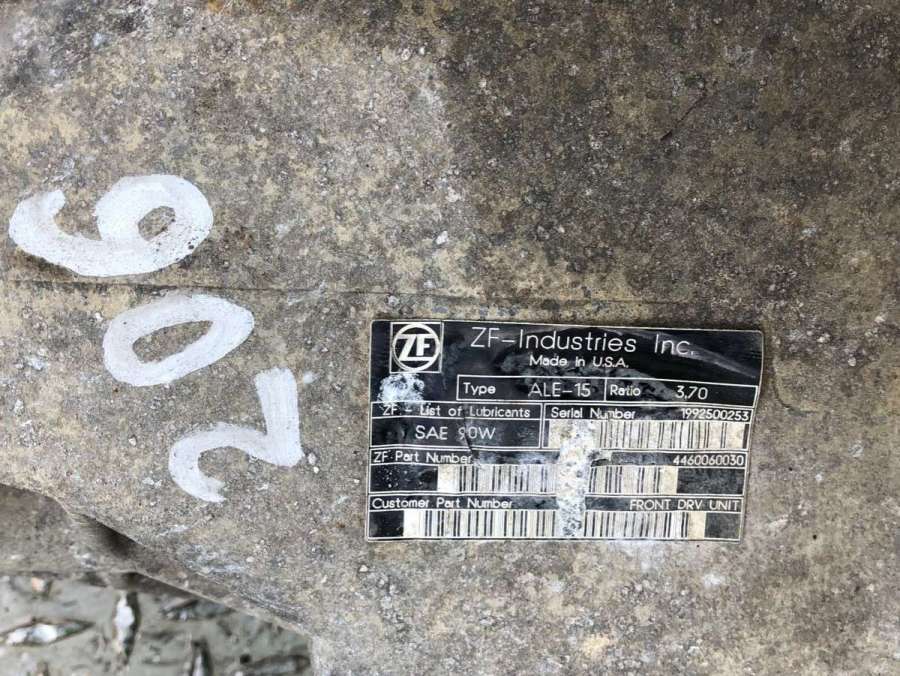 206
ZF
ZF-Industries Inc.
Made in U.S.A.
Type ALE-15 Ratio 3,70
ZF - List of Lubricants Serial Number 1992500253
SAE 90W
ZF Part Number 4460060030
Customer Part Number FRONT DRV UNIT